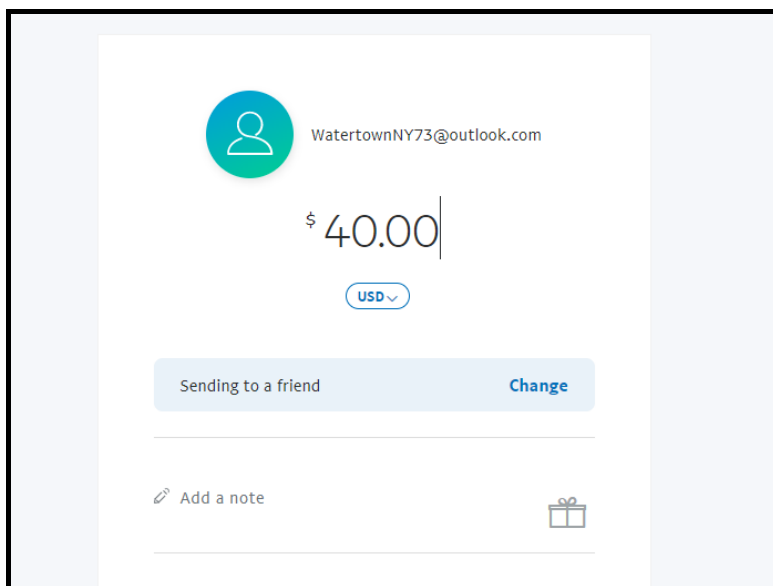 WatertownNY73@outlook.com
$ 40.00
USD
Sending to a friend Change
Add a note